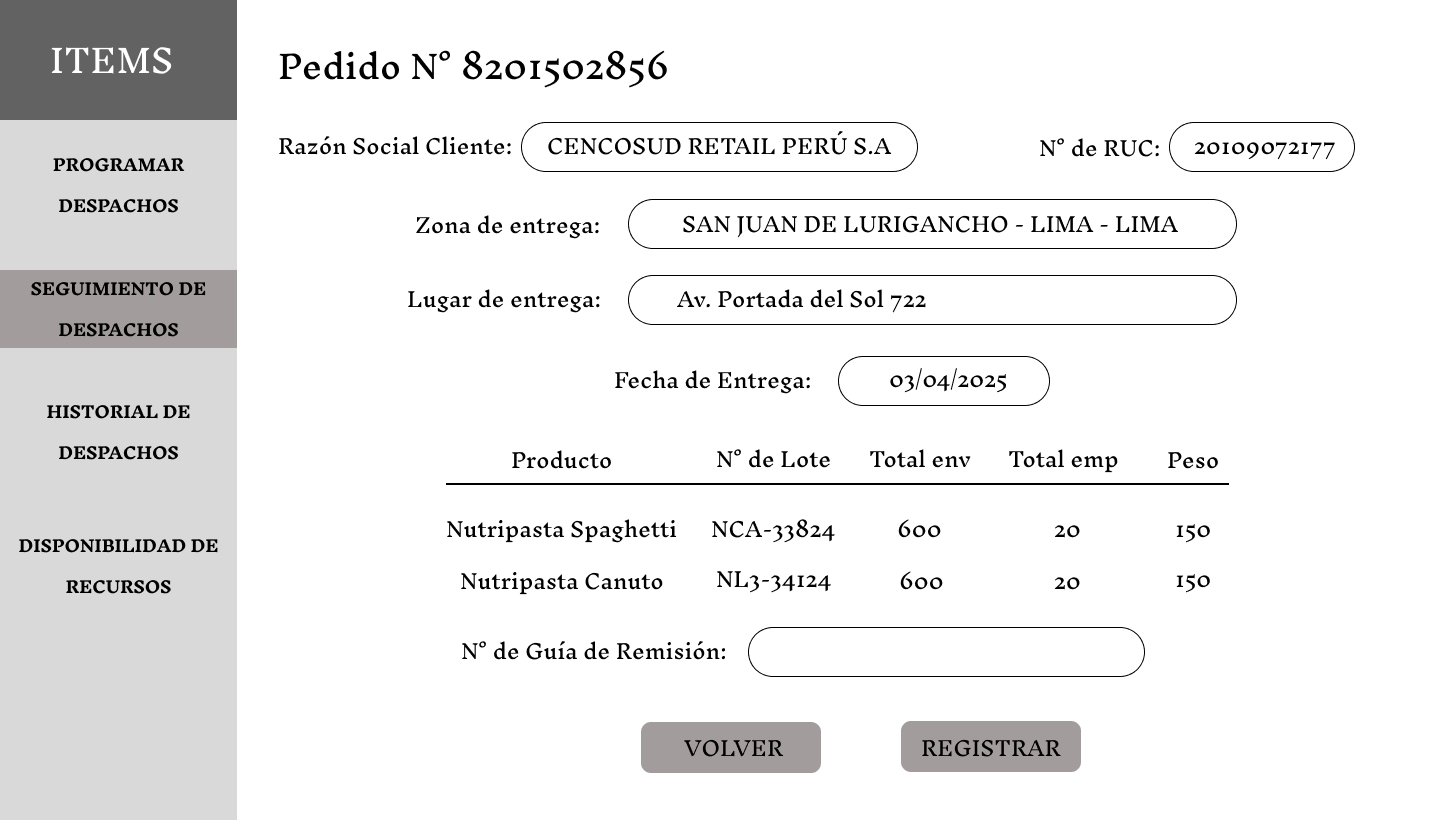 ITEMS
PROGRAMAR
DESPACHOS
SEGUIMIENTO DE
DESPACHOS
HISTORIAL DE
DESPACHOS
DISPONIBILIDAD DE
RECURSOS
Pedido N° 8201502856
Razón Social Cliente: CENCOSUD RETAIL PERÚ S.A N° de RUC: 20109072177
Zona de entrega: SAN JUAN DE LURIGANCHO - LIMA - LIMA
Lugar de entrega: Av. Portada del Sol 722
Fecha de Entrega: 03/04/2025
Producto N° de Lote Total env Total emp Peso
Nutripasta Spaghetti NCA-33824 600 20 150
Nutripasta Canuto NL3-34124 600 20 150
N° de Guía de Remisión:
VOLVER REGISTRAR